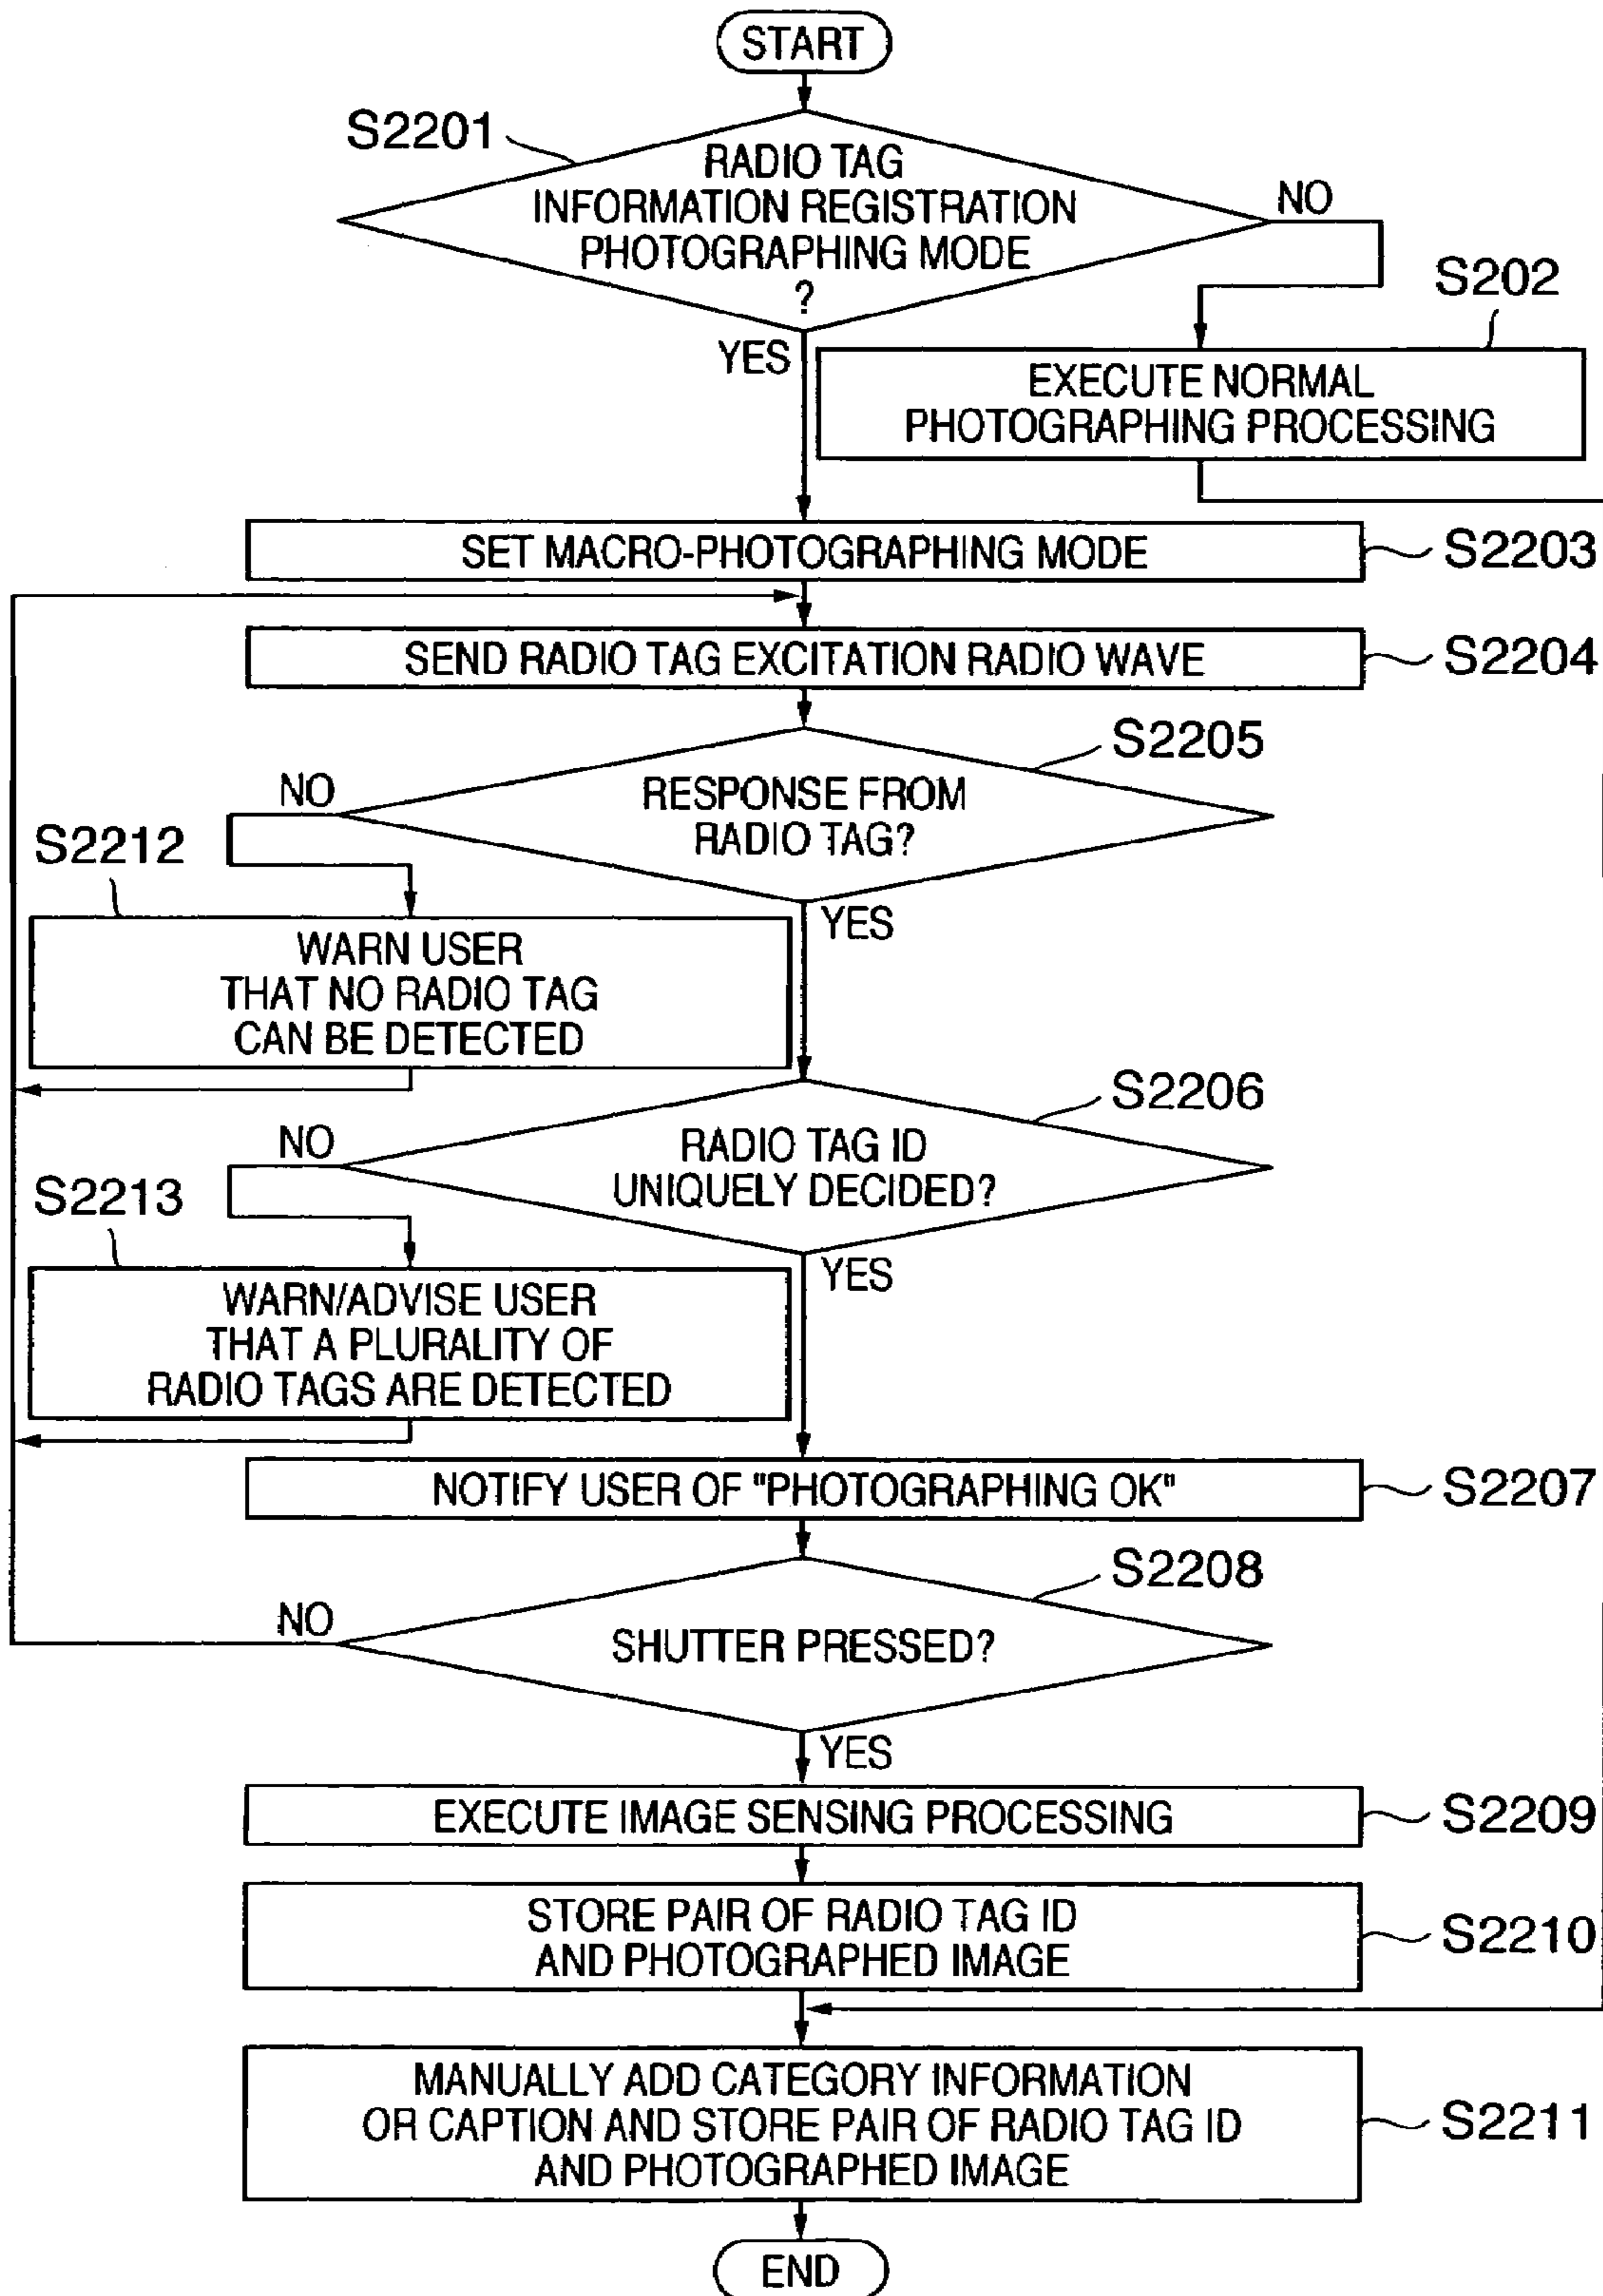 START
S2201
RADIO TAG
INFORMATION REGISTRATION
PHOTOGRAPHING MODE
?
NO
YES
S202
EXECUTE NORMAL
PHOTOGRAPHING PROCESSING
SET MACRO-PHOTOGRAPHING MODE
S2203
SEND RADIO TAG EXCITATION RADIO WAVE
S2204
S2205
RESPONSE FROM
RADIO TAG?
NO
YES
S2212
WARN USER
THAT NO RADIO TAG
CAN BE DETECTED
S2206
RADIO TAG ID
UNIQUELY DECIDED?
NO
YES
S2213
WARN/ADVISE USER
THAT A PLURALITY OF
RADIO TAGS ARE DETECTED
NOTIFY USER OF "PHOTOGRAPHING OK"
S2207
S2208
SHUTTER PRESSED?
NO
YES
EXECUTE IMAGE SENSING PROCESSING
S2209
STORE PAIR OF RADIO TAG ID
AND PHOTOGRAPHED IMAGE
S2210
MANUALLY ADD CATEGORY INFORMATION
OR CAPTION AND STORE PAIR OF RADIO TAG ID
AND PHOTOGRAPHED IMAGE
S2211
END